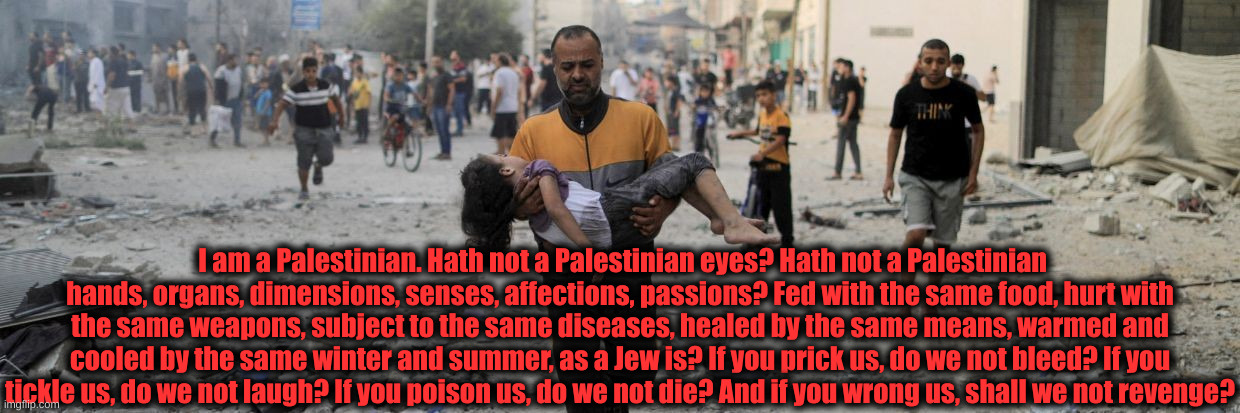 THINK
I am a Palestinian. Hath not a Palestinian eyes? Hath not a Palestinian
hands, organs, dimensions, senses, affections, passions? Fed with the same food, hurt with
the same weapons, subject to the same diseases, healed by the same means, warmed and
cooled by the same winter and summer, as a Jew is? If you prick us, do we not bleed? If you
tickle us, do we not laugh? If you poison us, do we not die? And if you wrong us, shall we not revenge?
imgflip.com